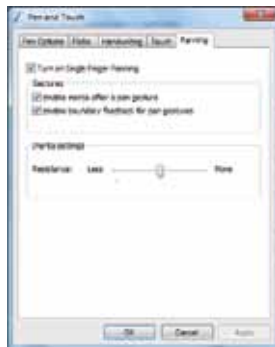 Pen and Touch
Pen Options Flicks Handwriting Touch Panning
Turn on Single Finger Panning
Gestures
Enable inertia after a pan gesture
Enable boundary feedback for pan gestures
Inertia settings
Resistance: Less More
OK Cancel Apply